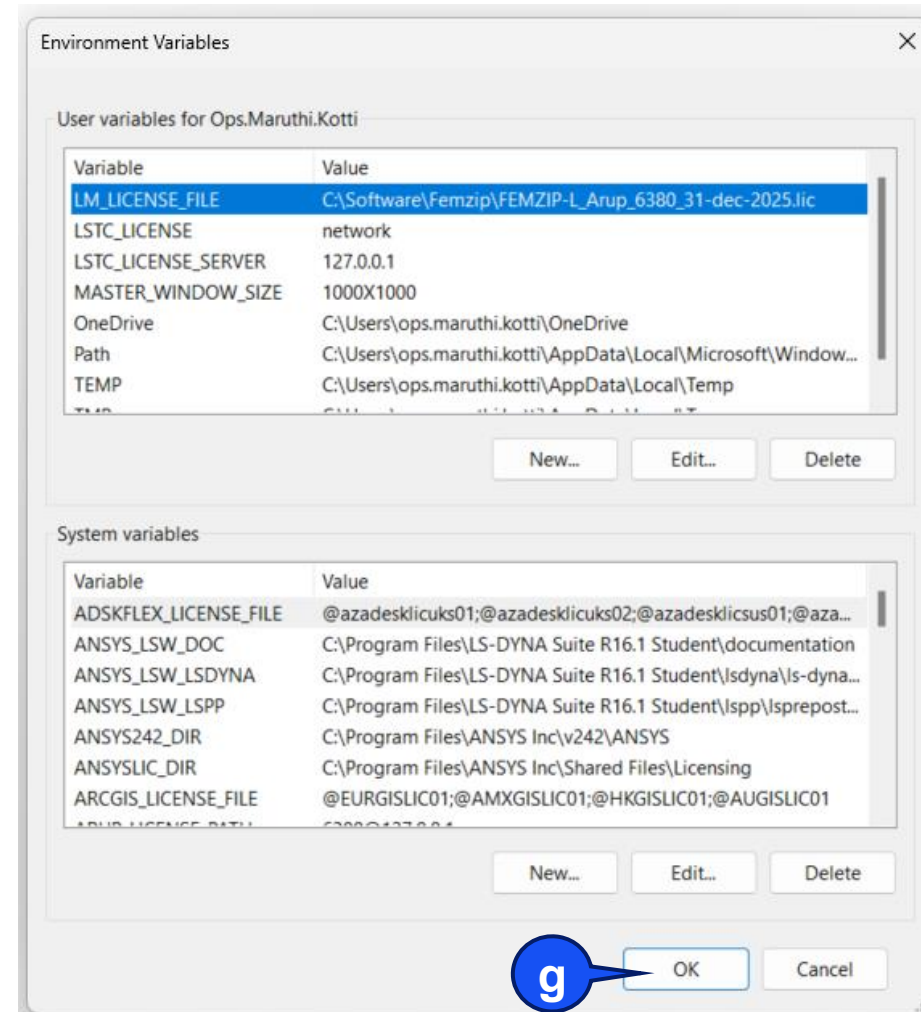 Environment Variables
User variables for Ops.Maruthi.Kotti
Variable Value
LM_LICENSE_FILE C:\Software\Femzip\FEMZIP-L_Arup_6380_31-dec-2025.lic
LSTC_LICENSE network
LSTC_LICENSE_SERVER 127.0.0.1
MASTER_WINDOW_SIZE 1000X1000
OneDrive C:\Users\ops.maruthi.kotti\OneDrive
Path C:\Users\ops.maruthi.kotti\AppData\Local\Microsoft\Window...
TEMP C:\Users\ops.maruthi.kotti\AppData\Local\Temp
New... Edit... Delete
System variables
Variable Value
ADSKFLEX_LICENSE_FILE @azadesklicuks01;@azadesklicuks02;@azadesklicsus01;@aza...
ANSYS_LSW_DOC C:\Program Files\LS-DYNA Suite R16.1 Student\documentation
ANSYS_LSW_LSDYNA C:\Program Files\LS-DYNA Suite R16.1 Student\lsdyna\ls-dyna...
ANSYS_LSW_LSPP C:\Program Files\LS-DYNA Suite R16.1 Student\lspp\lsprepost...
ANSYS242_DIR C:\Program Files\ANSYS Inc\v242\ANSYS
ANSYSLIC_DIR C:\Program Files\ANSYS Inc\Shared Files\Licensing
ARCGIS_LICENSE_FILE @EURGISLIC01;@AMXGISLIC01;@HKGISLIC01;@AUGISLIC01
New... Edit... Delete
g OK Cancel